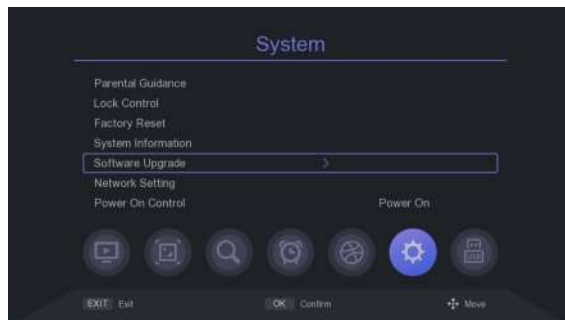 System
Parental Guidance
Lock Control
Factory Reset
System Information
Software Upgrade
Network Setting
Power On Control Power On
USB
EXIT Exit OK Confirm Move